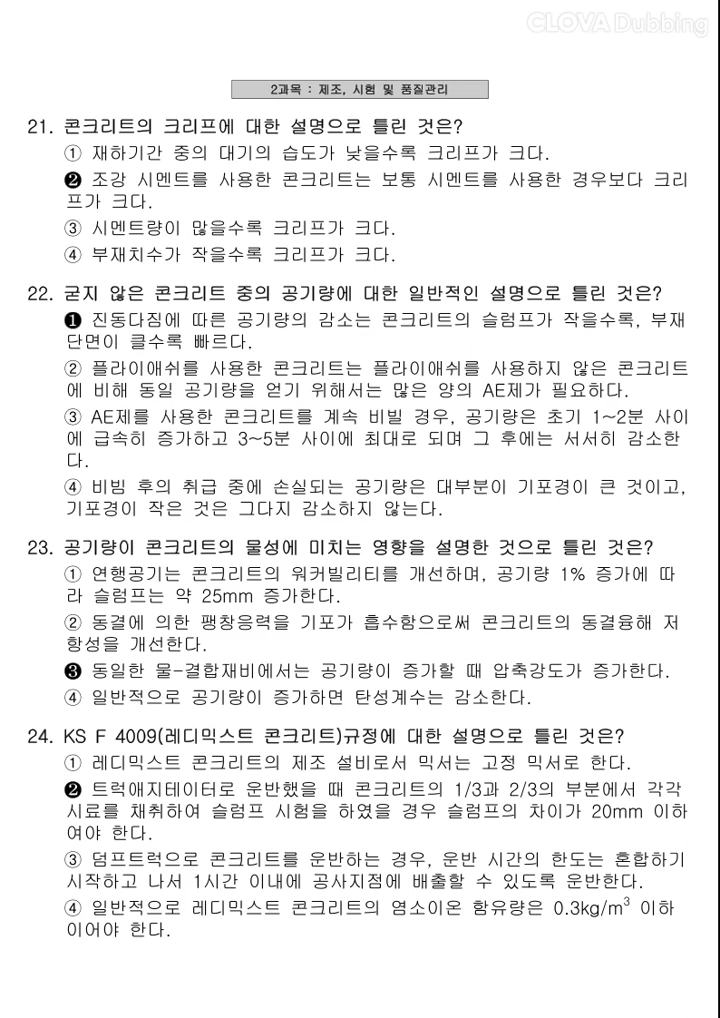 CLOVA Dubbing
2과목 : 제조, 시험 및 품질관리
21. 콘크리트의 크리프에 대한 설명으로 틀린 것은?
① 재하기간 중의 대기의 습도가 낮을수록 크리프가 크다.
❷ 조강 시멘트를 사용한 콘크리트는 보통 시멘트를 사용한 경우보다 크리
프가 크다.
③ 시멘트량이 많을수록 크리프가 크다.
④ 부재치수가 작을수록 크리프가 크다.
22. 굳지 않은 콘크리트 중의 공기량에 대한 일반적인 설명으로 틀린 것은?
❶ 진동다짐에 따른 공기량의 감소는 콘크리트의 슬럼프가 작을수록, 부재
단면이 클수록 빠르다.
② 플라이애쉬를 사용한 콘크리트는 플라이애쉬를 사용하지 않은 콘크리트
에 비해 동일 공기량을 얻기 위해서는 많은 양의 AE제가 필요하다.
③ AE제를 사용한 콘크리트를 계속 비빌 경우, 공기량은 초기 1~2분 사이
에 급속히 증가하고 3~5분 사이에 최대로 되며 그 후에는 서서히 감소한
다.
④ 비빔 후의 취급 중에 손실되는 공기량은 대부분이 기포경이 큰 것이고,
기포경이 작은 것은 그다지 감소하지 않는다.
23. 공기량이 콘크리트의 물성에 미치는 영향을 설명한 것으로 틀린 것은?
① 연행공기는 콘크리트의 워커빌리티를 개선하며, 공기량 1% 증가에 따
라 슬럼프는 약 25mm 증가한다.
② 동결에 의한 팽창응력을 기포가 흡수함으로써 콘크리트의 동결융해 저
항성을 개선한다.
❸ 동일한 물-결합재비에서는 공기량이 증가할 때 압축강도가 증가한다.
④ 일반적으로 공기량이 증가하면 탄성계수는 감소한다.
24. KS F 4009(레디믹스트 콘크리트)규정에 대한 설명으로 틀린 것은?
① 레디믹스트 콘크리트의 제조 설비로서 믹서는 고정 믹서로 한다.
❷ 트럭애지테이터로 운반했을 때 콘크리트의 1/3과 2/3의 부분에서 각각
시료를 채취하여 슬럼프 시험을 하였을 경우 슬럼프의 차이가 20mm 이하
여야 한다.
③ 덤프트럭으로 콘크리트를 운반하는 경우, 운반 시간의 한도는 혼합하기
시작하고 나서 1시간 이내에 공사지점에 배출할 수 있도록 운반한다.
④ 일반적으로 레디믹스트 콘크리트의 염소이온 함유량은 0.3kg/m³ 이하
이어야 한다.